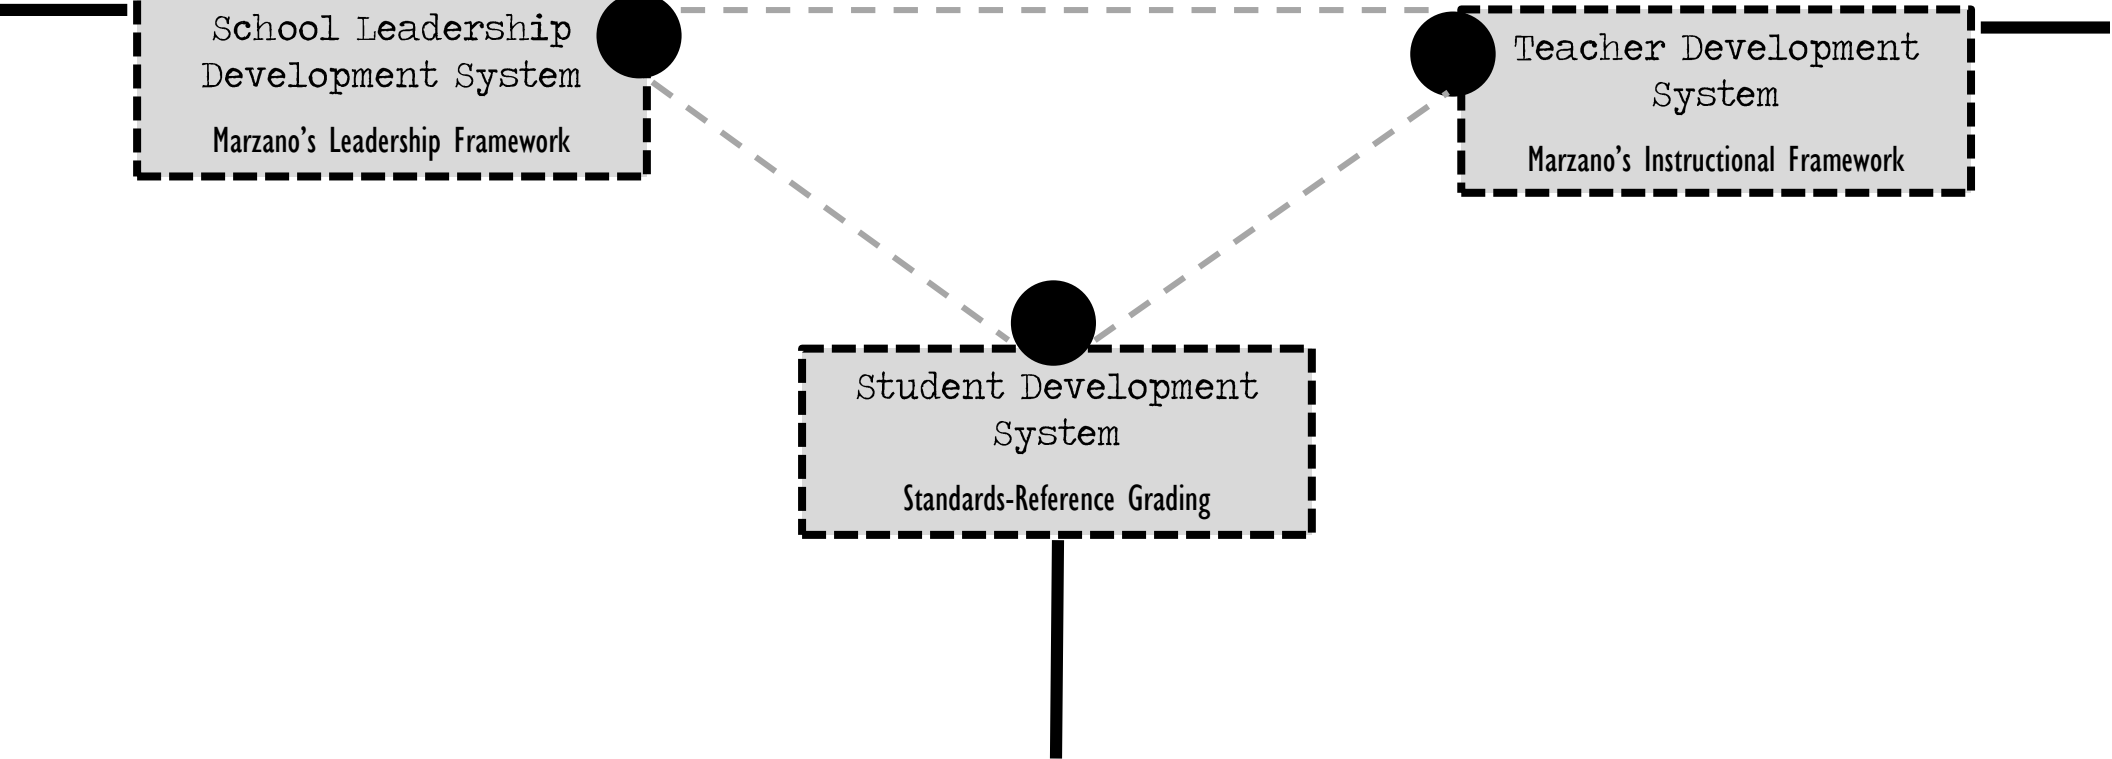 School Leadership
Development System
Marzano's Leadership Framework
Teacher Development
System
Marzano's Instructional Framework
Student Development
System
Standards-Reference Grading